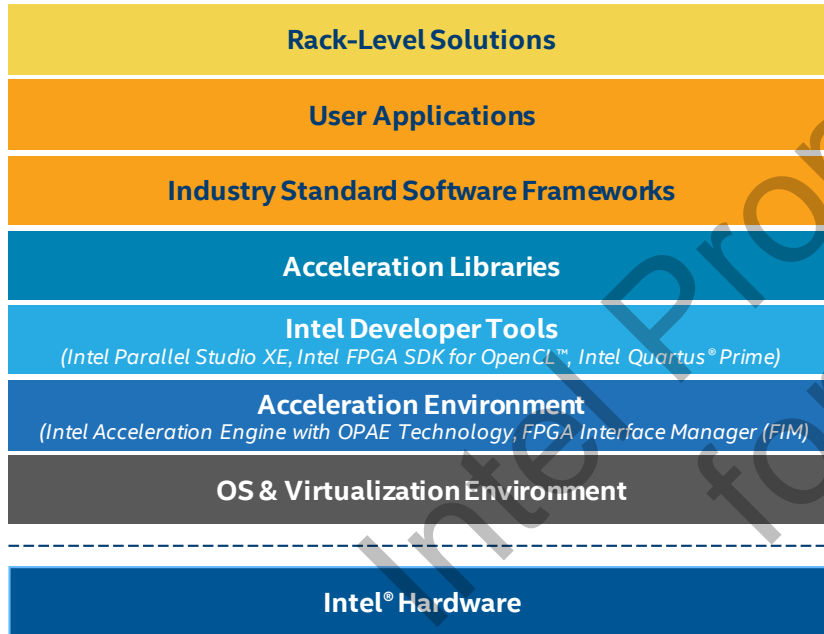 Rack-Level Solutions
User Applications
Industry Standard Software Frameworks
Acceleration Libraries
Intel Developer Tools
(Intel Parallel Studio XE, Intel FPGA SDK for OpenCL™, Intel Quartus® Prime)
Acceleration Environment
(Intel Acceleration Engine with OPAE Technology, FPGA Interface Manager (FIM)
OS & Virtualization Environment
Intel® Hardware
Intel